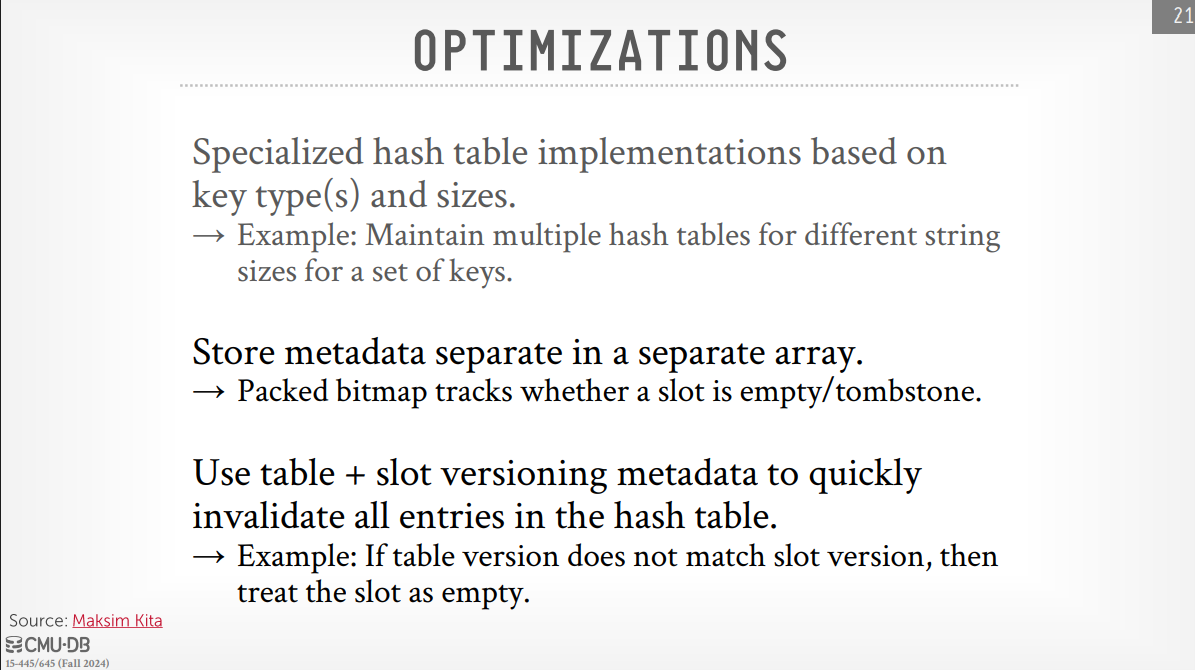 21
OPTIMIZATIONS
Specialized hash table implementations based on
key type(s) and sizes.
→ Example: Maintain multiple hash tables for different string
sizes for a set of keys.
Store metadata separate in a separate array.
→ Packed bitmap tracks whether a slot is empty/tombstone.
Use table + slot versioning metadata to quickly
invalidate all entries in the hash table.
→ Example: If table version does not match slot version, then
treat the slot as empty.
Source: Maksim Kita
CMU·DB
15-445/645 (Fall 2024)